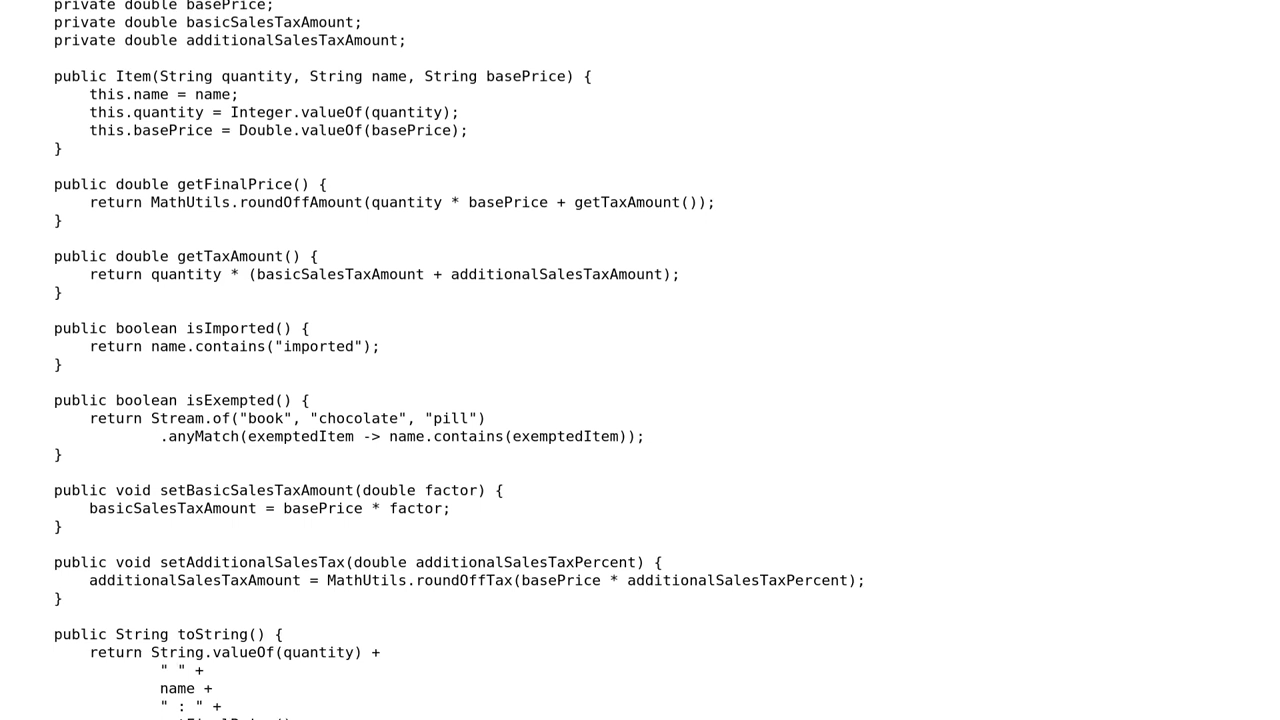 private double basePrice;
private double basicSalesTaxAmount;
private double additionalSalesTaxAmount;
public Item(String quantity, String name, String basePrice) {
this.name = name;
this.quantity = Integer.valueOf(quantity);
this.basePrice = Double.valueOf(basePrice);
}
public double getFinalPrice() {
return MathUtils.roundOffAmount(quantity * basePrice + getTaxAmount());
}
public double getTaxAmount() {
return quantity * (basicSalesTaxAmount + additionalSalesTaxAmount);
}
public boolean isImported() {
return name.contains("imported");
}
public boolean isExempted() {
return Stream.of("book", "chocolate", "pill")
.anyMatch(exemptedItem -> name.contains(exemptedItem));
}
public void setBasicSalesTaxAmount(double factor) {
basicSalesTaxAmount = basePrice * factor;
}
public void setAdditionalSalesTax(double additionalSalesTaxPercent) {
additionalSalesTaxAmount = MathUtils.roundOffTax(basePrice * additionalSalesTaxPercent);
}
public String toString() {
return String.valueOf(quantity) +
" " +
name +
" : " +